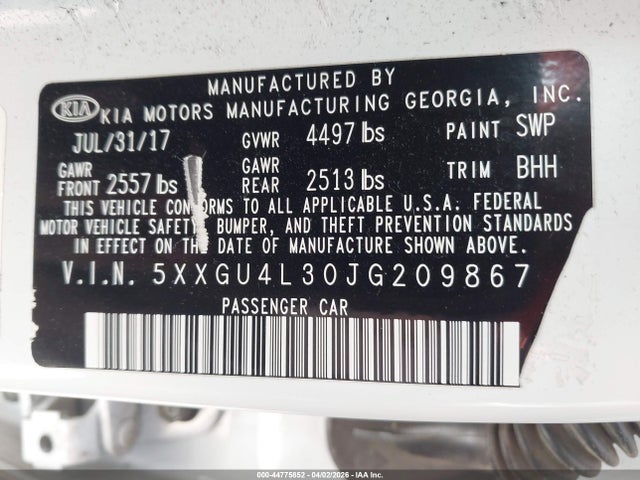 MANUFACTURED BY
KIA KIA MOTORS MANUFACTURING GEORGIA, INC.
JUL/31/17 GVWR 4497 lbs PAINT SWP
GAWR FRONT 2557 lbs GAWR REAR 2513 lbs TRIM BHH
THIS VEHICLE CONFORMS TO ALL APPLICABLE U.S.A. FEDERAL
MOTOR VEHICLE SAFETY BUMPER, AND THEFT PREVENTION STANDARDS
IN EFFECT ON THE DATE OF MANUFACTURE SHOWN ABOVE.
V.I.N. 5XXGU4L30JG209867
PASSENGER CAR
000-44775852 | 04/02/2026 | IAA Inc.